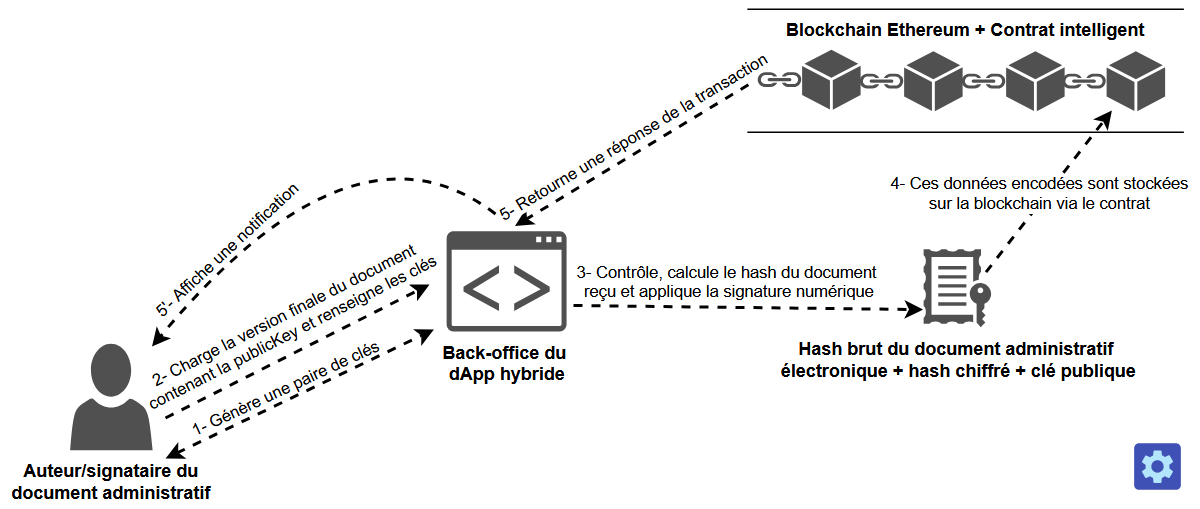 Blockchain Ethereum + Contrat intelligent
5- Retourne une réponse de la transaction
4- Ces données encodées sont stockées
sur la blockchain via le contrat
5'- Affiche une notification
2- Charge la version finale du document
contenant la publicKey et renseigne les clés
1- Génère une paire de clés
3- Contrôle, calcule le hash du document
reçu et applique la signature numérique
Back-office du
dApp hybride
Hash brut du document administratif
électronique + hash chiffré + clé publique
Auteur/signataire du
document administratif